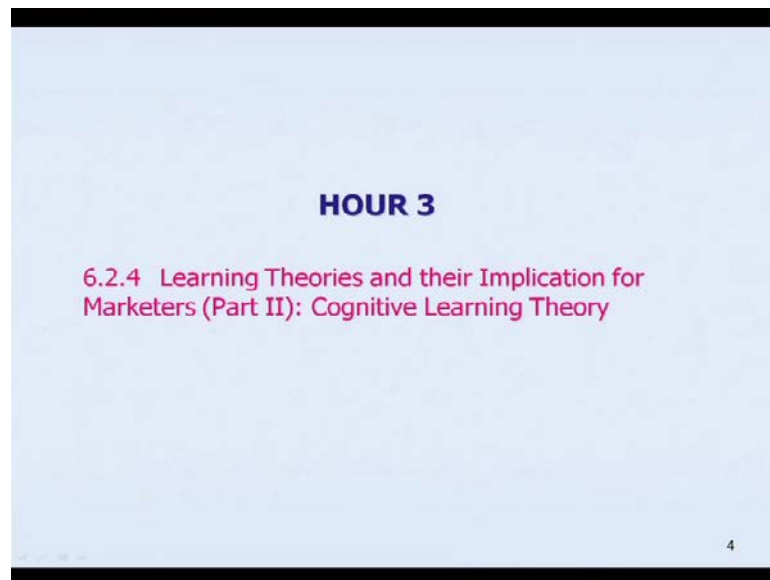 HOUR 3
6.2.4 Learning Theories and their Implication for
Marketers (Part II): Cognitive Learning Theory
4